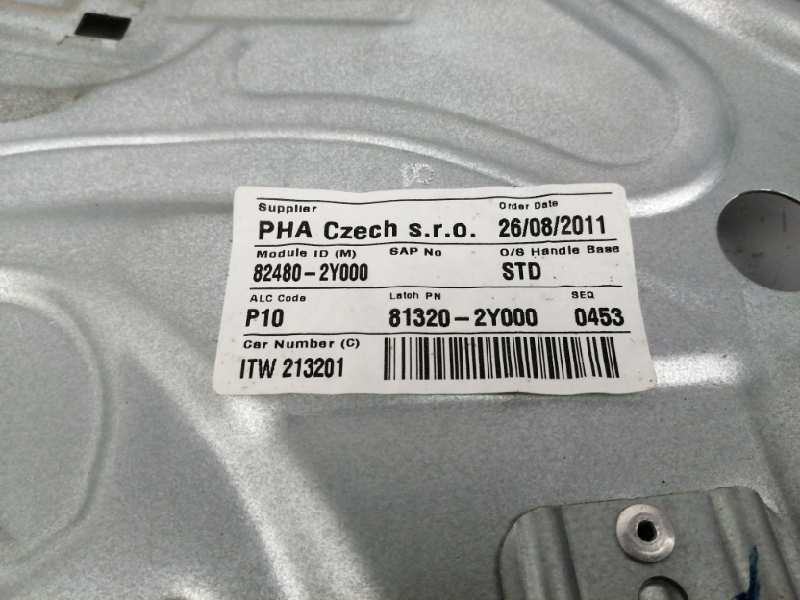 Supplier Order Date
PHA Czech s.r.o. 26/08/2011
Module ID (M) SAP No O/S Handle Base
82480-2Y000 STD
ALC Code Latch PN SEQ
P10 81320-2Y000 0453
Car Number (C)
ITW 213201